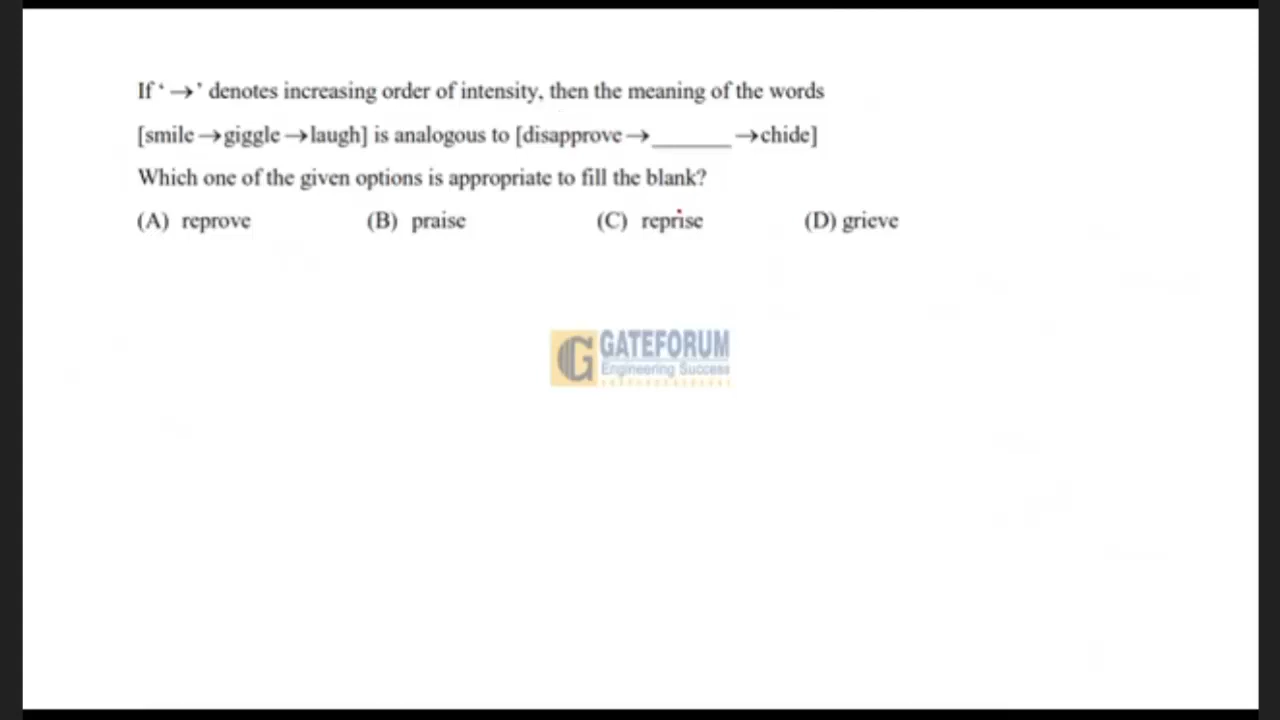 If ‘→’ denotes increasing order of intensity, then the meaning of the words
[smile→giggle→laugh] is analogous to [disapprove→_______→chide]
Which one of the given options is appropriate to fill the blank?
(A) reprove (B) praise (C) reprise (D) grieve
GATEFORUM
Engineering Success